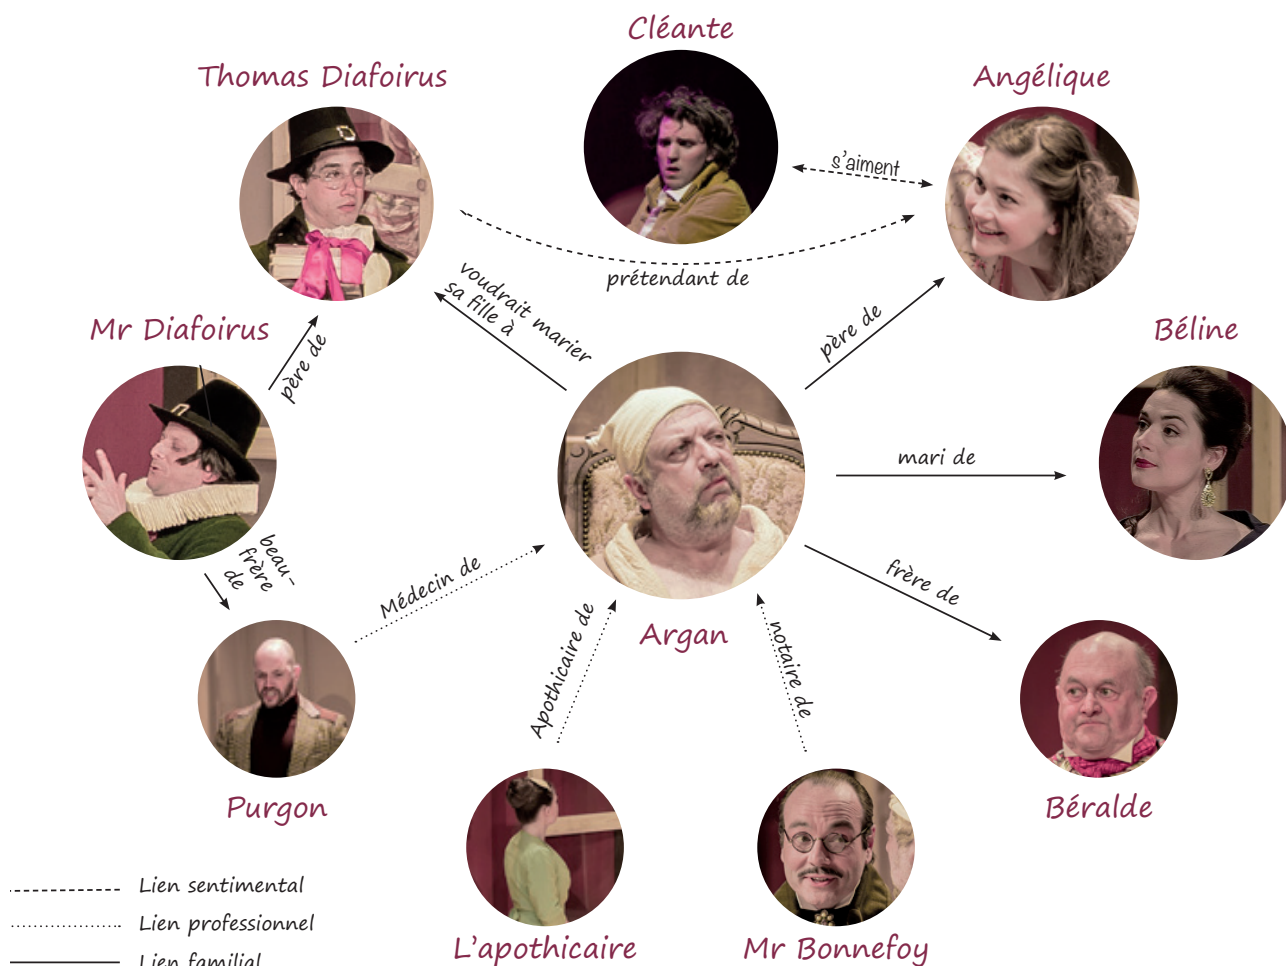 Cléante
Thomas Diafoirus
Angélique
s'aiment
prétendant de
voudrait marier
sa fille à
père de
Mr Diafoirus
père de
Béline
mari de
beau-
frère
de
Médecin de
frère de
Argan
Apothicaire de
notaire de
Purgon
Béralde
Lien sentimental
Lien professionnel
Lien familial
L'apothicaire
Mr Bonnefoy